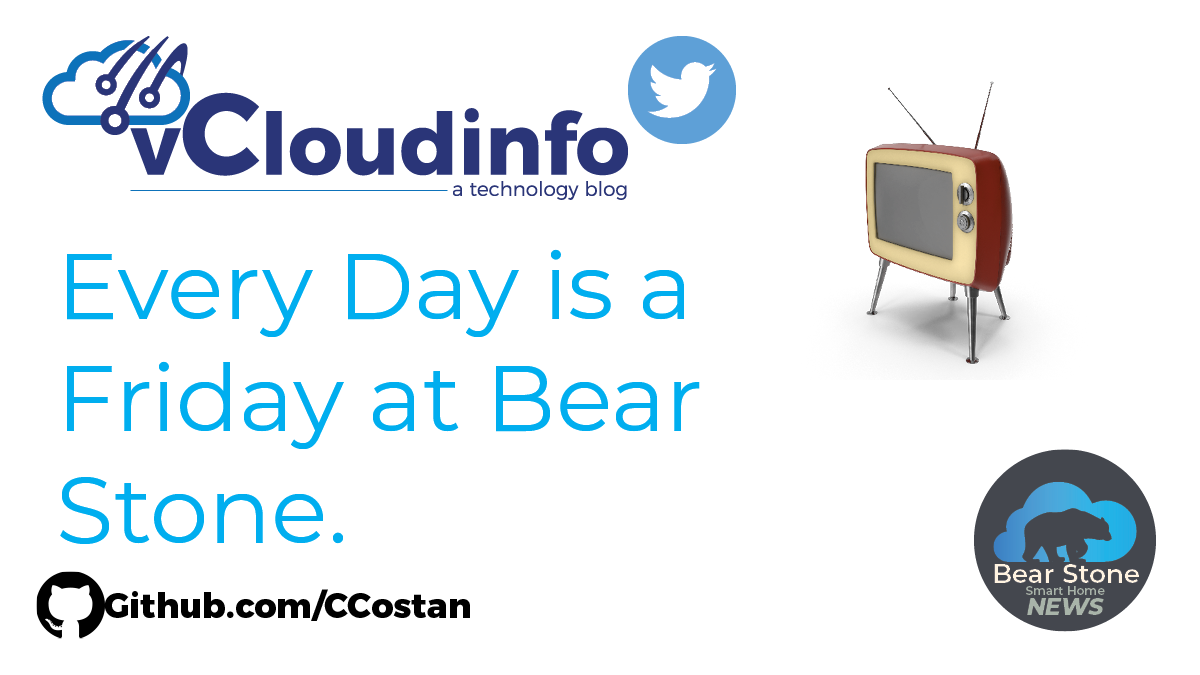 vCloudinfo
a technology blog
Every Day is a
Friday at Bear
Stone.
Github.com/CCostan
Bear Stone
Smart Home
NEWS